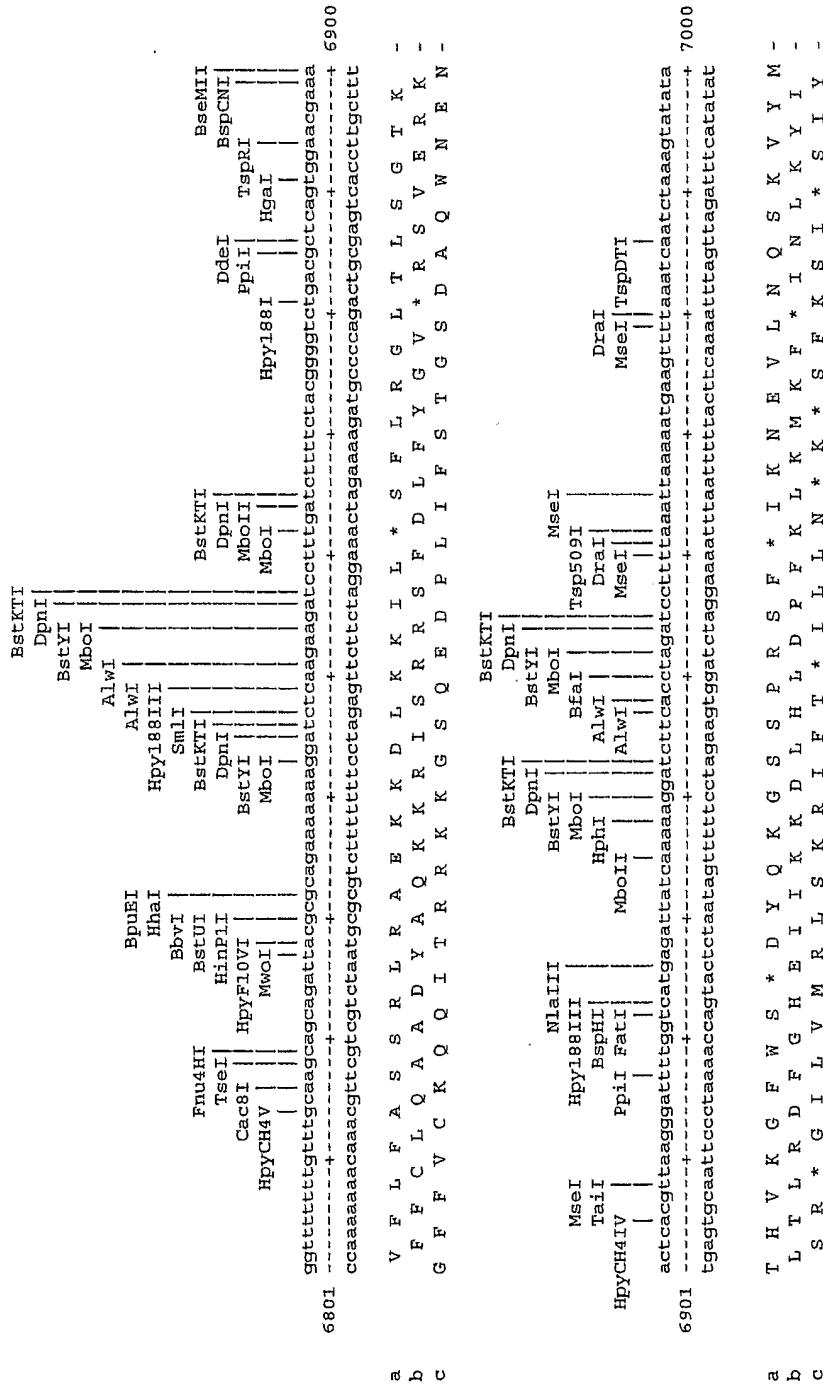 BstKTI
DpnI
BstYI
MboI
AlwI
BpuEI AlwI
HhaI Hpy188III
BbvI SmlI
Fnu4HI BstUI BstKTI BstKTI
TseI HinP1I DpnI DpnI DdeI BseMII
Cac8I HpyF10VI BstYI MboII PpiI TspRI BspCNI
HpyCH4V MwoI MboI MboI Hpy188I HgaI
ggtttttttgtttgcaagcagcagattacgcgcagaaaaaaaggatctcaagaagatcctttgatcttttctacggggtctgacgctcagtggaacgaaa
6801 ---------+---------+---------+---------+---------+---------+---------+---------+---------+---------+ 6900
ccaaaaaaacaaacgttcgtcgtctaatgcgcgtctttttttcctagagttcttctaggaaactagaaaagatgccccagactgcgagtcaccttgcttt
a V F L F A S S R L R A E K K D L K K I L * S F L R G L T L S G T K -
b F F C L Q A A D Y A Q K K R I S R R S F D L F Y G V * R S V E R K -
c G F F V C K Q Q I T R R K K G S Q E D P L I F S T G S D A Q W N E N -
BstKTI
BstKTI DpnI
DpnI BstYI
NlaIII BstYI MboI MseI
Hpy188III MboI BfaI Tsp509I
MseI BspHI HphI AlwI DraI DraI
TaiI PpiI FatI MboII AlwI MseI MseI TspDTI
HpyCH4IV
actcacgttaagggattttggtcatgagattatcaaaaaggatcttcacctagatccttttaaattaaaaatgaagttttaaatcaatctaaagtatata
6901 ---------+---------+---------+---------+---------+---------+---------+---------+---------+---------+ 7000
tgagtgcaattccctaaaaccagtactctaatagtttttcctagaagtggatctaggaaaatttaatttttacttcaaaatttagttagatttcatatat
a T H V K G F W S * D Y Q K G S S P R S F * I K N E V L N Q S K V Y M -
b L T L R D F G H E I I K K D L H L D P F K L K M K F * I N L K Y I -
c S R * G I L V M R L S K R I F T * I L L N * K * S F K S I * S I Y -